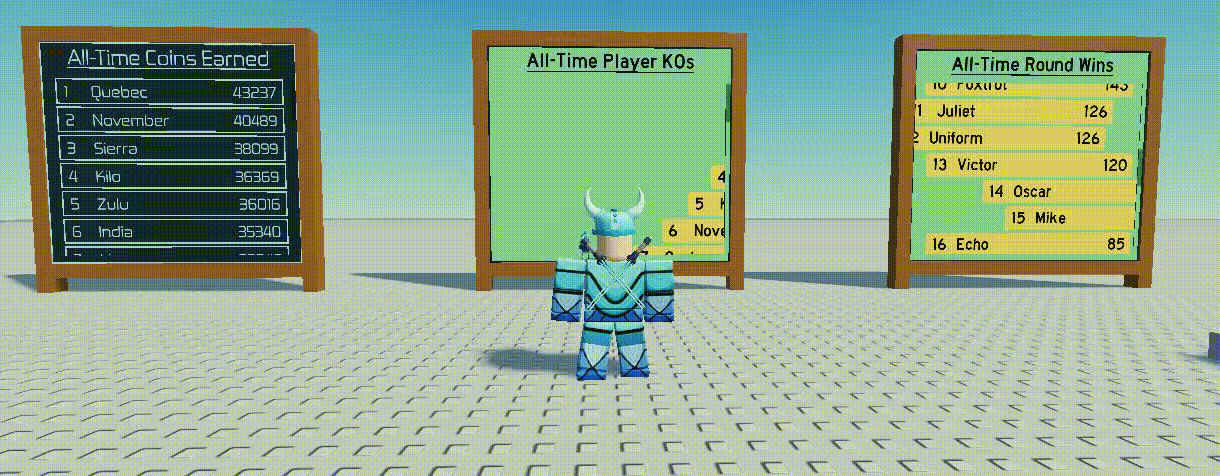 All-Time Coins Earned
1 Quebec 43237
2 November 40489
3 Sierra 38099
4 Kilo 36369
5 Zulu 36016
6 India 35340
All-Time Player KOs
4
5
6 Nove
All-Time Round Wins
10 Foxtrot 143
1 Juliet 126
2 Uniform 126
13 Victor 120
14 Oscar
15 Mike
16 Echo 85